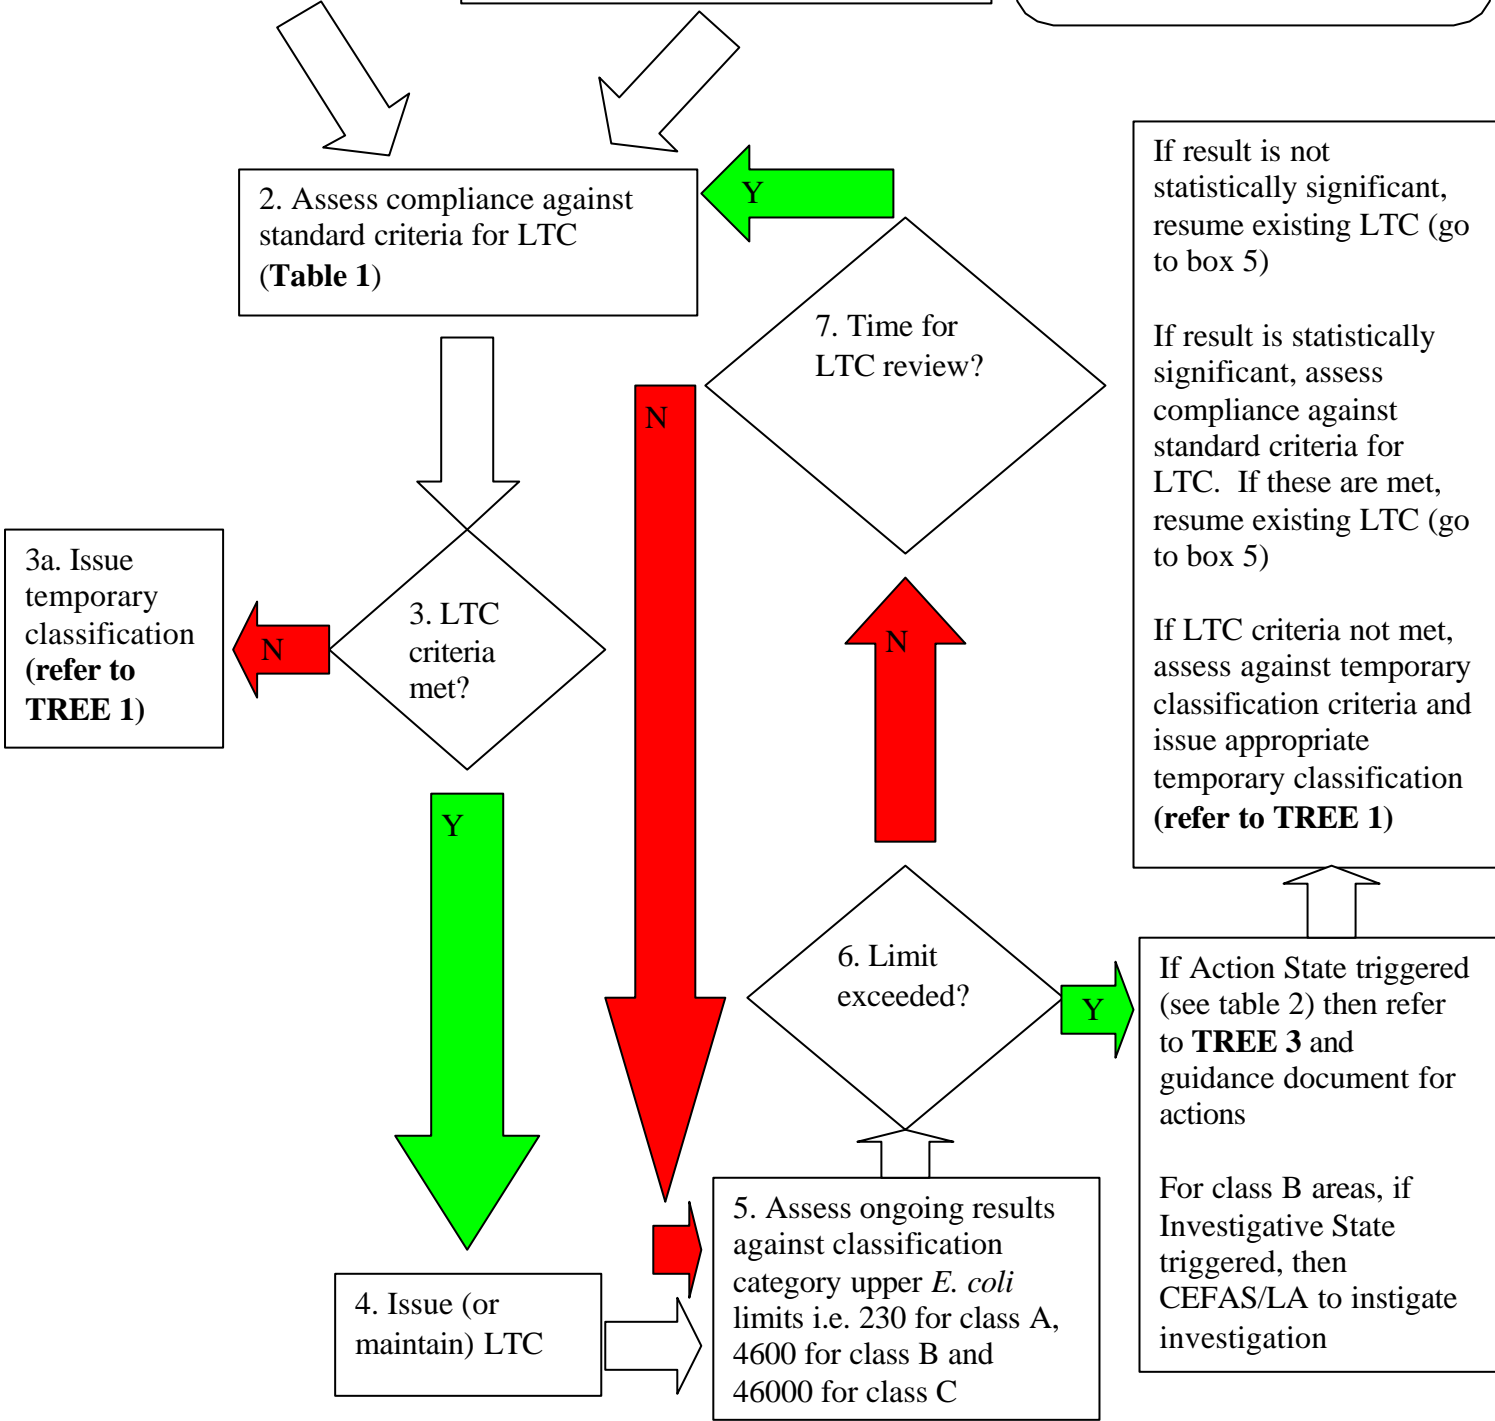 2. Assess compliance against
standard criteria for LTC
(Table 1)
Y
7. Time for
LTC review?
N
3a. Issue
temporary
classification
(refer to
TREE 1)
N
3. LTC
criteria
met?
Y
4. Issue (or
maintain) LTC
5. Assess ongoing results
against classification
category upper E. coli
limits i.e. 230 for class A,
4600 for class B and
46000 for class C
6. Limit
exceeded?
N
Y
If Action State triggered
(see table 2) then refer
to TREE 3 and
guidance document for
actions
For class B areas, if
Investigative State
triggered, then
CEFAS/LA to instigate
investigation
If result is not
statistically significant,
resume existing LTC (go
to box 5)
If result is statistically
significant, assess
compliance against
standard criteria for
LTC. If these are met,
resume existing LTC (go
to box 5)
If LTC criteria not met,
assess against temporary
classification criteria and
issue appropriate
temporary classification
(refer to TREE 1)